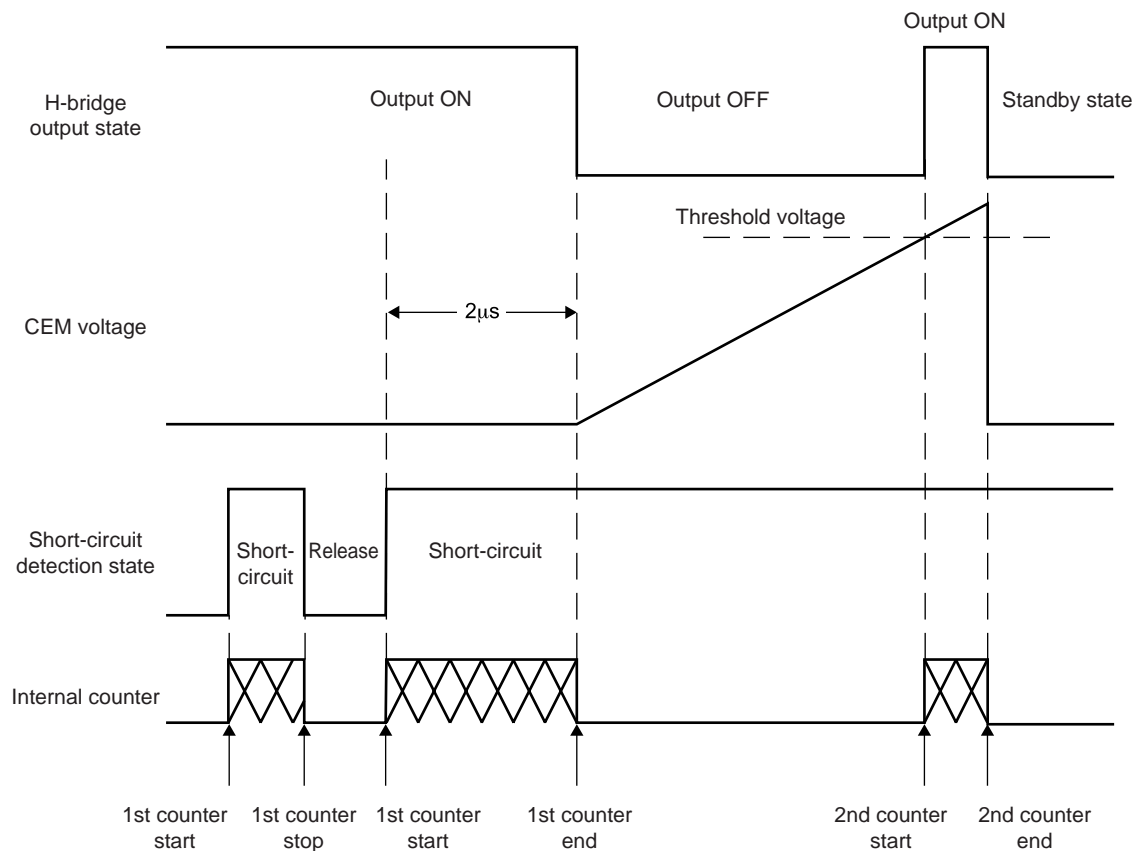 Output ON
H-bridge
output state
Output ON
Output OFF
Standby state
Threshold voltage
CEM voltage
2μs
Short-circuit
detection state
Short-
circuit
Release
Short-circuit
Internal counter
1st counter
start
1st counter
stop
1st counter
start
1st counter
end
2nd counter
start
2nd counter
end